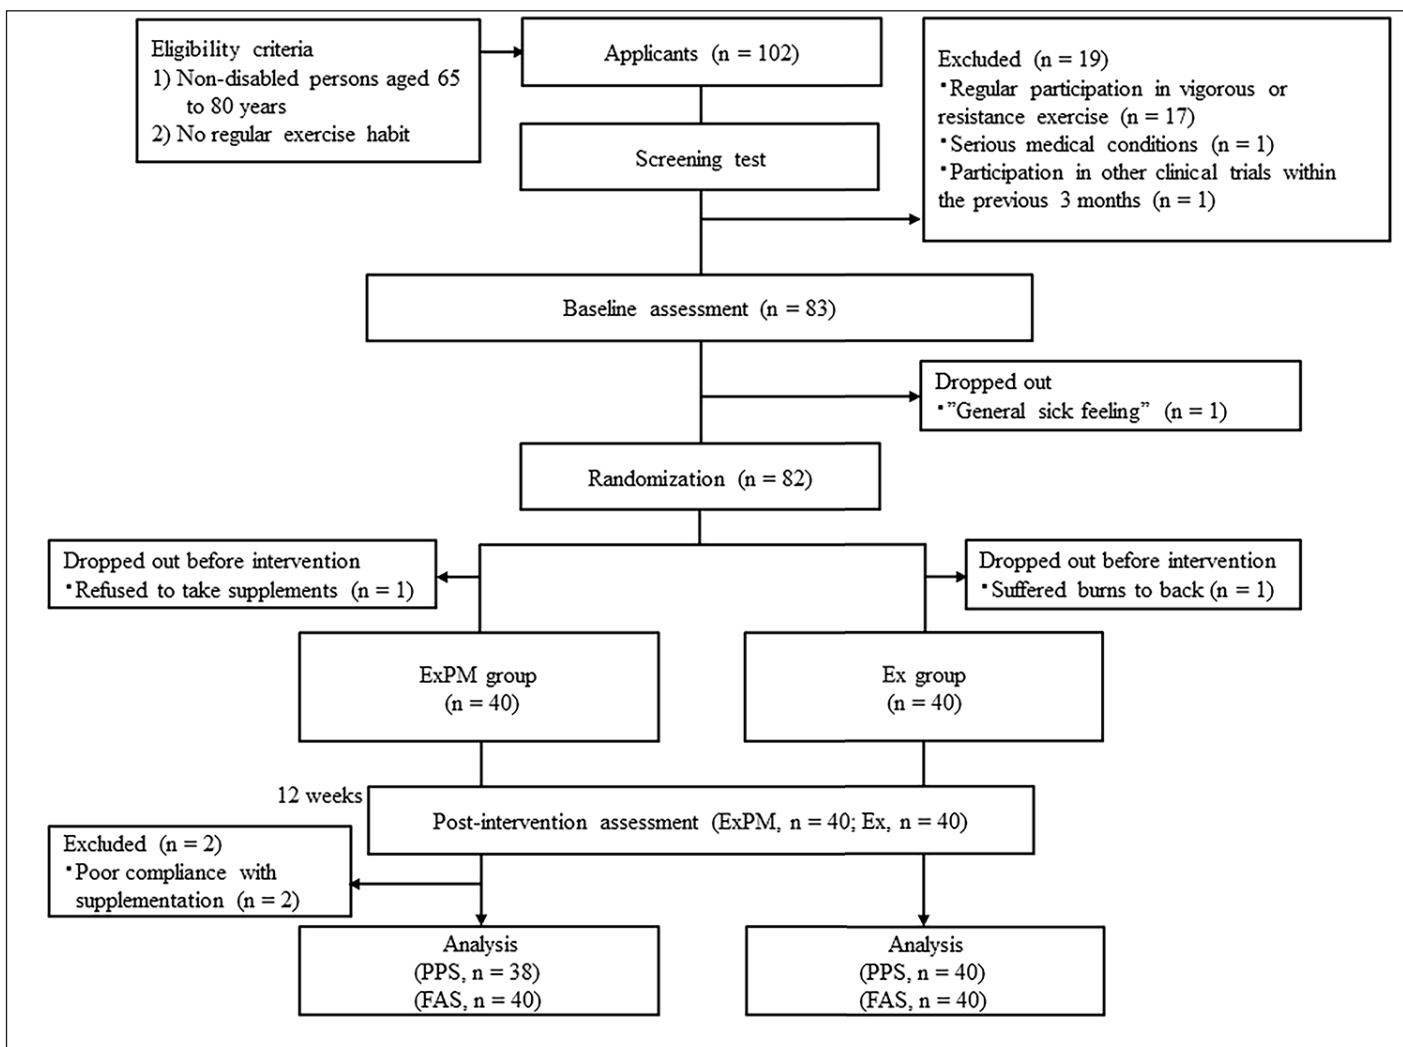 Eligibility criteria
1) Non-disabled persons aged 65
to 80 years
2) No regular exercise habit
Applicants (n = 102)
Screening test
Excluded (n = 19)
・Regular participation in vigorous or
resistance exercise (n = 17)
・Serious medical conditions (n = 1)
・Participation in other clinical trials within
the previous 3 months (n = 1)
Baseline assessment (n = 83)
Dropped out
・”General sick feeling” (n = 1)
Randomization (n = 82)
Dropped out before intervention
・Refused to take supplements (n = 1)
Dropped out before intervention
・Suffered burns to back (n = 1)
ExPM group
(n = 40)
Ex group
(n = 40)
12 weeks
Post-intervention assessment (ExPM, n = 40; Ex, n = 40)
Excluded (n = 2)
・Poor compliance with
supplementation (n = 2)
Analysis
(PPS, n = 38)
(FAS, n = 40)
Analysis
(PPS, n = 40)
(FAS, n = 40)